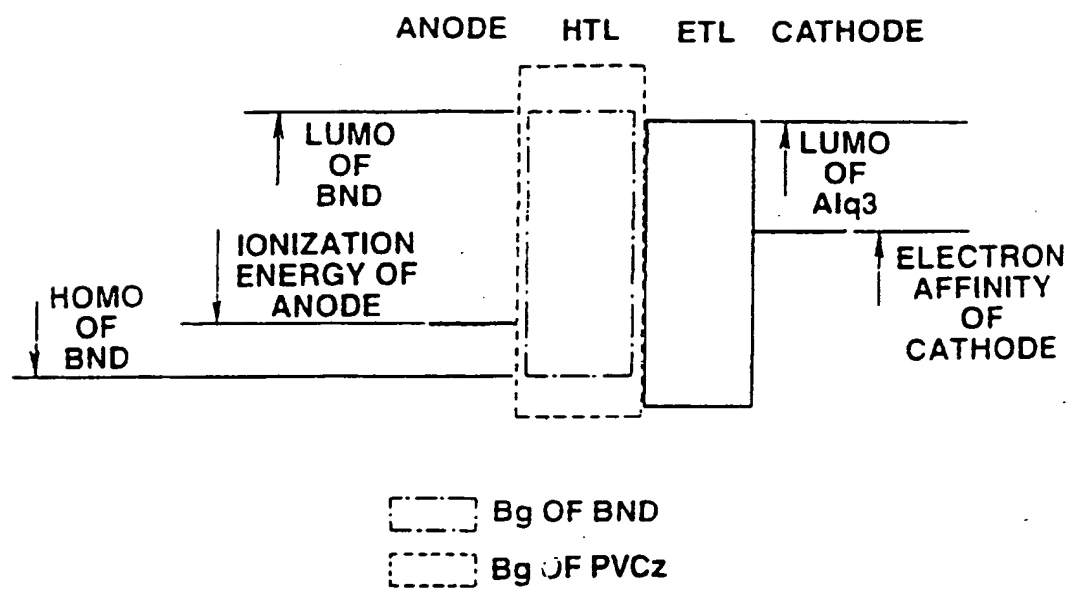 ANODE HTL ETL CATHODE
LUMO
OF
BND
LUMO
OF
Alq3
IONIZATION
ENERGY OF
ANODE
ELECTRON
AFFINITY
OF
CATHODE
HOMO
OF
BND
Bg OF BND
Bg OF PVCz